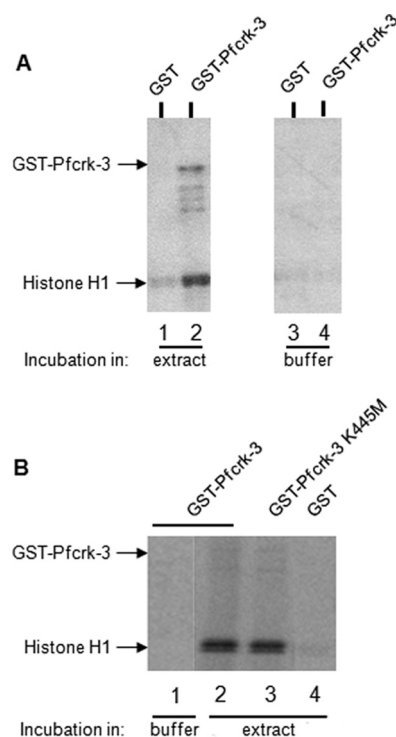 A
GST GST-Pfcrk-3 GST GST-Pfcrk-3
GST-Pfcrk-3
Histone H1
1 2 3 4
Incubation in: extract buffer
B
GST-Pfcrk-3 GST-Pfcrk-3 K445M GST
GST-Pfcrk-3
Histone H1
1 2 3 4
Incubation in: buffer extract